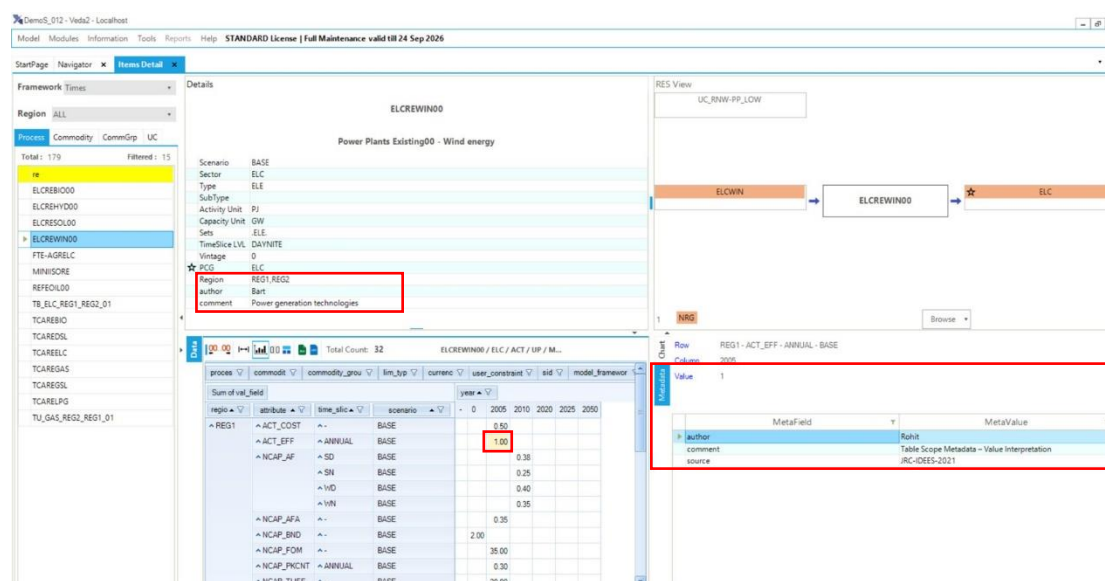 DemoS_012 - Veda2 - Localhost
Model Modules Information Tools Reports Help STANDARD License | Full Maintenance valid till 24 Sep 2026
StartPage Navigator Items Detail
Framework Times
Region ALL
Process Commodity CommGrp UC
Total : 179 Filtered : 15
re
ELCREBIO00
ELCREHYD00
ELCRESOL00
ELCREWIN00
FTE-AGRELC
MINISORE
REFEOIL00
TB_ELC_REG1_REG2_01
TCAREBIO
TCAREDSL
TCAREELC
TCAREGAS
TCAREGSL
TCARELPG
TU_GAS_REG2_REG1_01
Details
ELCREWIN00
Power Plants Existing00 - Wind energy
Scenario BASE
Sector ELC
Type ELE
SubType
Activity Unit PJ
Capacity Unit GW
Sets .ELE.
TimeSlice LVL DAYNITE
Vintage 0
PCG ELC
Region REG1,REG2
author Bart
comment Power generation technologies
RES View
UC_RNW-PP_LOW
ELCWIN
ELCREWIN00
ELC
1 NRG
Browse
Data
Total Count: 32 ELCREWIN00 / ELC / ACT / UP / M...
proces commodit commodity_grou lim_typ currenc user_constraint sid model_framewor
Sum of val_field year
regio attribute time_slic scenario - 0 2005 2010 2020 2025 2050
REG1 ACT_COST - BASE 0.50
ACT_EFF ANNUAL BASE 1.00
NCAP_AF SD BASE 0.38
SN BASE 0.25
WD BASE 0.40
WN BASE 0.35
NCAP_AFA - BASE 0.35
NCAP_BND - BASE 2.00
NCAP_FOM - BASE 35.00
NCAP_PKCNT ANNUAL BASE 0.30
Chart
Metadata
Row REG1 - ACT_EFF - ANNUAL - BASE
Column 2005
Value 1
MetaField MetaValue
author Rohit
comment Table Scope Metadata – Value Interpretation
source JRC-IDEES-2021